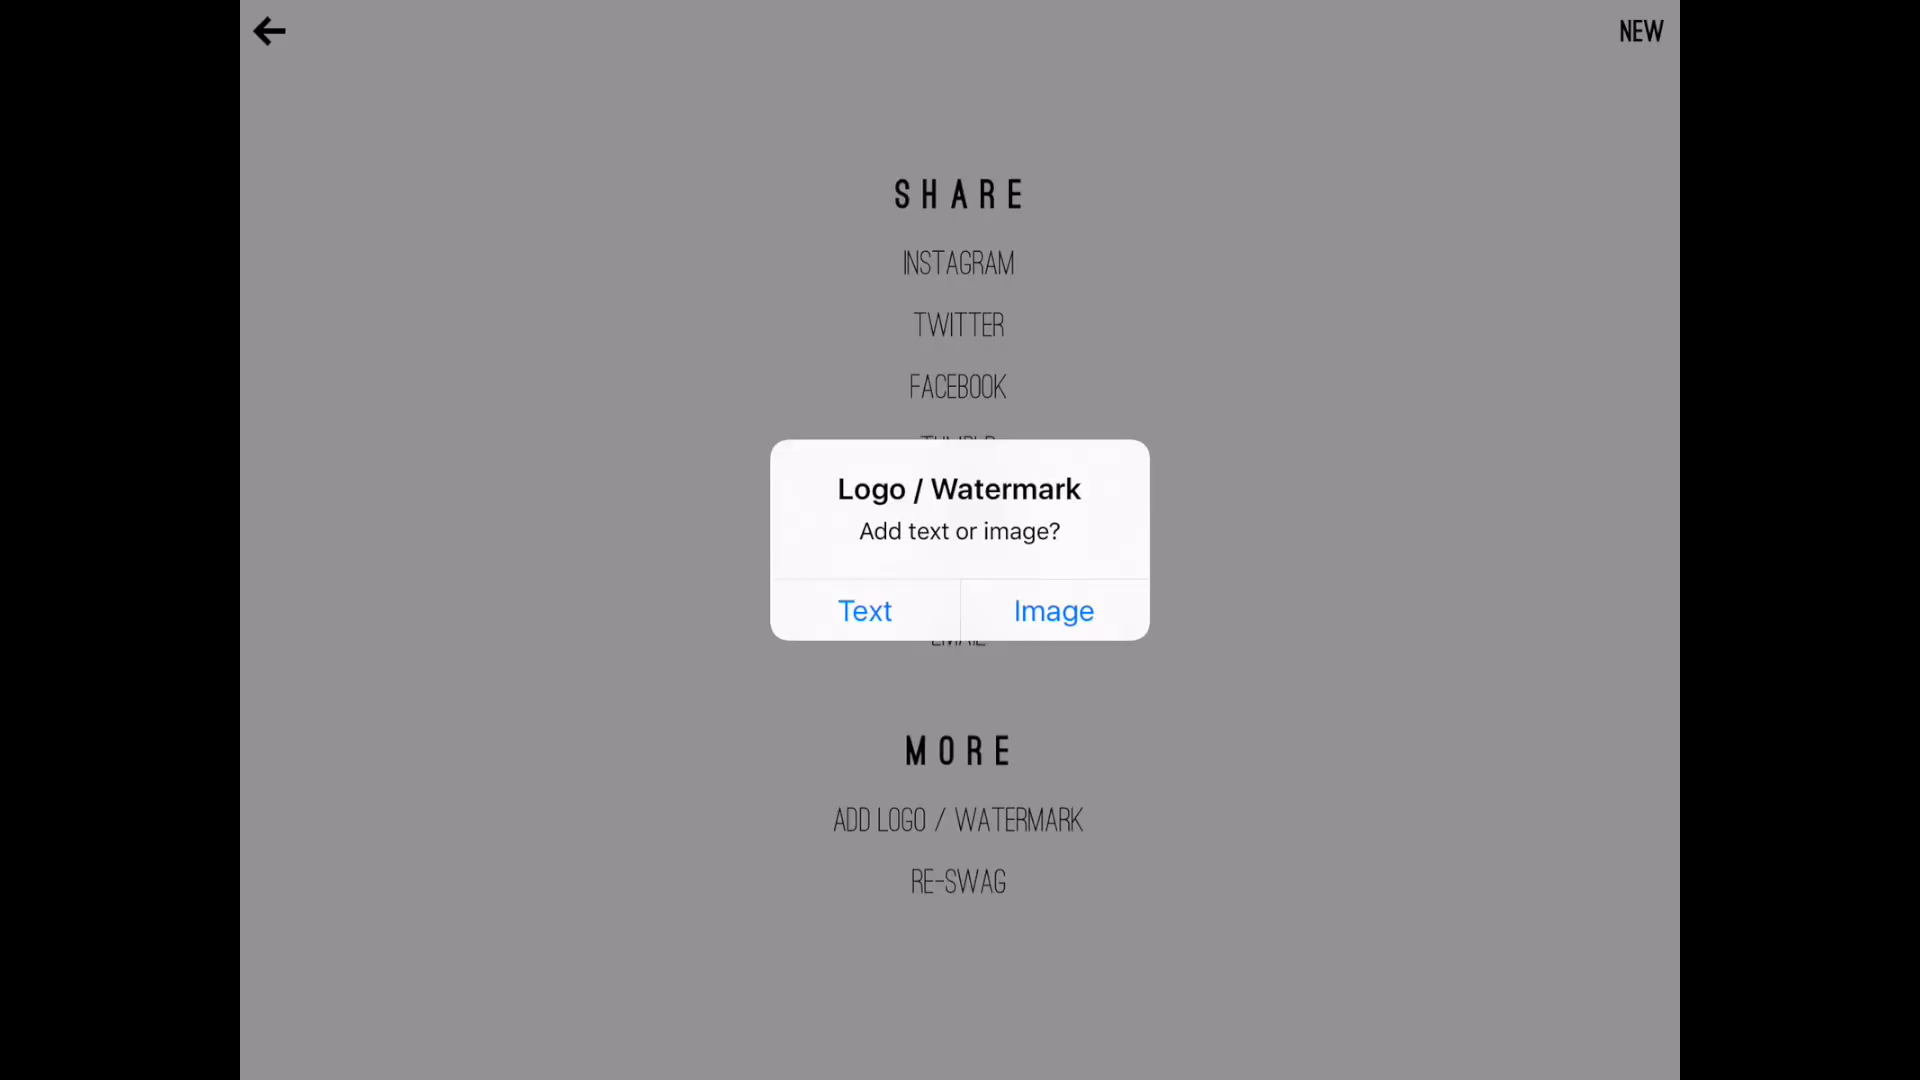 NEW
SHARE
INSTAGRAM
TWITTER
FACEBOOK
Logo / Watermark
Add text or image?
Text
Image
MORE
ADD LOGO / WATERMARK
RE-SWAG